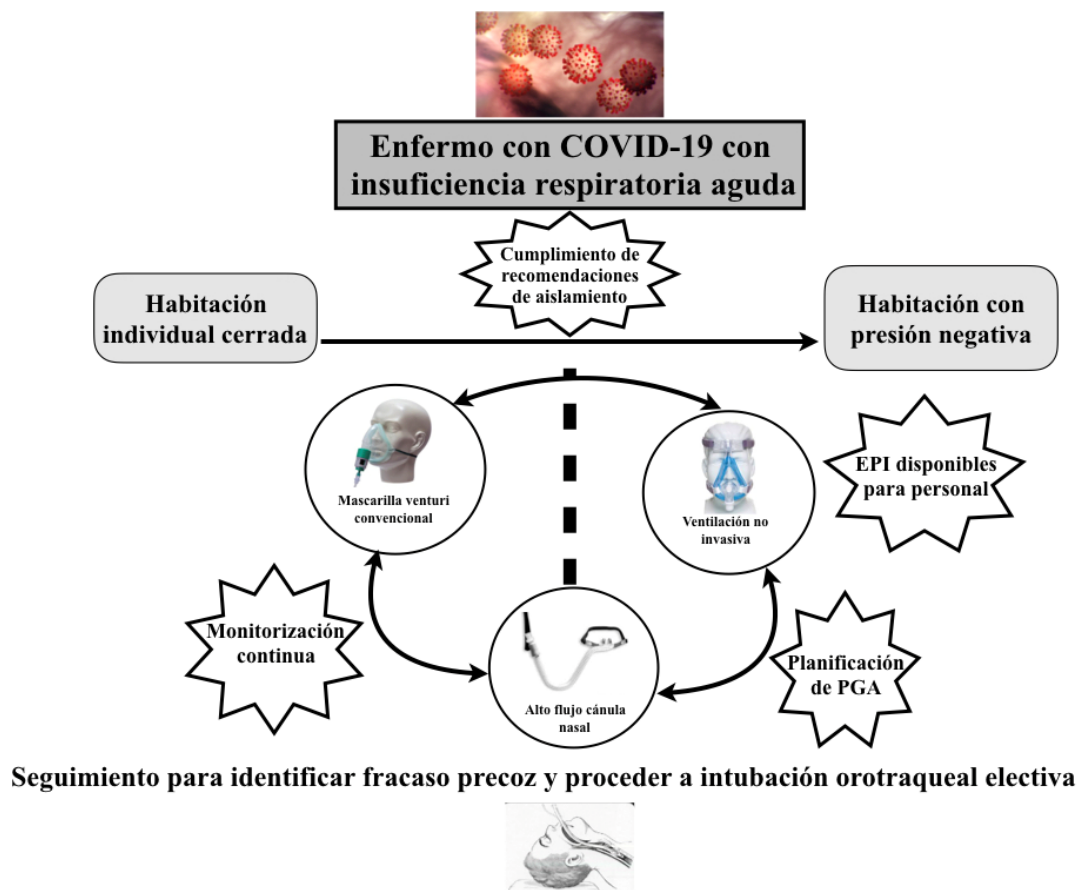 Enfermo con COVID-19 con
insuficiencia respiratoria aguda
Cumplimiento de
recomendaciones
de aislamiento
Habitación
individual cerrada
Habitación con
presión negativa
Mascarilla venturi
convencional
Ventilación no
invasiva
EPI disponibles
para personal
Monitorización
continua
Alto flujo cánula
nasal
Planificación
de PGA
Seguimiento para identificar fracaso precoz y proceder a intubación orotraqueal electiva